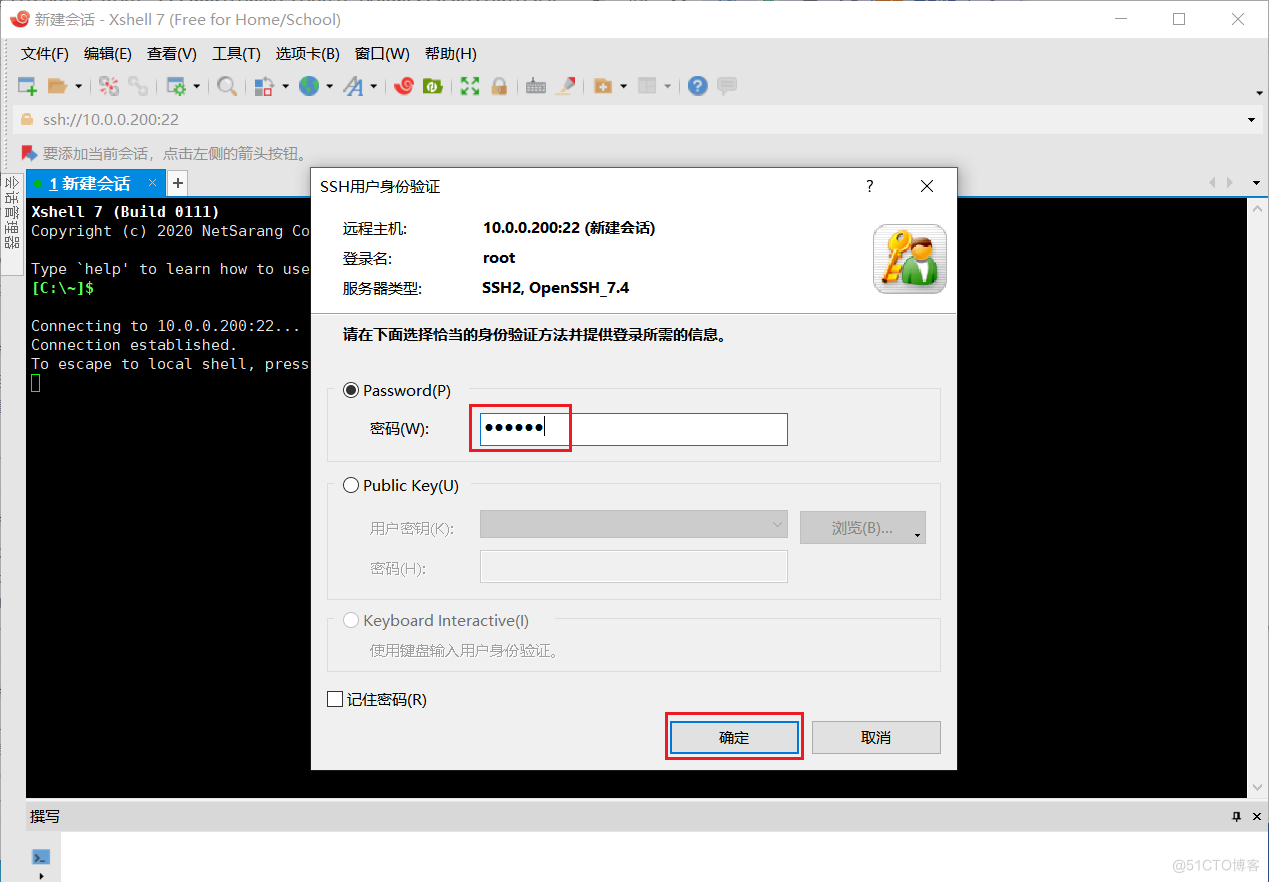 新建会话 - Xshell 7 (Free for Home/School)
文件(F) 编辑(E) 查看(V) 工具(T) 选项卡(B) 窗口(W) 帮助(H)
ssh://10.0.0.200:22
要添加当前会话，点击左侧的箭头按钮。
会话管理器
1 新建会话
Xshell 7 (Build 0111)
Copyright (c) 2020 NetSarang Co
Type `help' to learn how to use
[C:\~]$
Connecting to 10.0.0.200:22...
Connection established.
To escape to local shell, press
SSH用户身份验证
远程主机: 10.0.0.200:22 (新建会话)
登录名: root
服务器类型: SSH2, OpenSSH_7.4
请在下面选择恰当的身份验证方法并提供登录所需的信息。
Password(P)
密码(W): ●●●●●●
Public Key(U)
用户密钥(K): 浏览(B)...
密码(H):
Keyboard Interactive(I)
使用键盘输入用户身份验证。
记住密码(R)
确定 取消
撰写
@51CTO博客